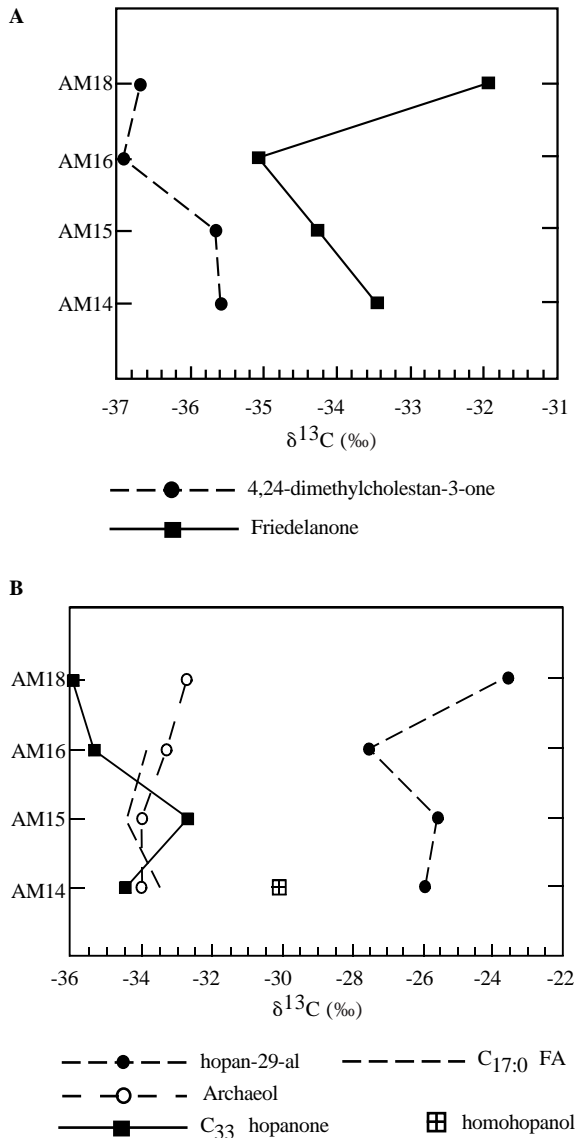 A
AM18
AM16
AM15
AM14
-37 -36 -35 -34 -33 -32 -31
δ¹³C (‰)
4,24-dimethylcholestan-3-one
Friedelanone
B
AM18
AM16
AM15
AM14
-36 -34 -32 -30 -28 -26 -24 -22
δ¹³C (‰)
hopan-29-al C₁₇:₀ FA
Archaeol
C₃₃ hopanone homohopanol